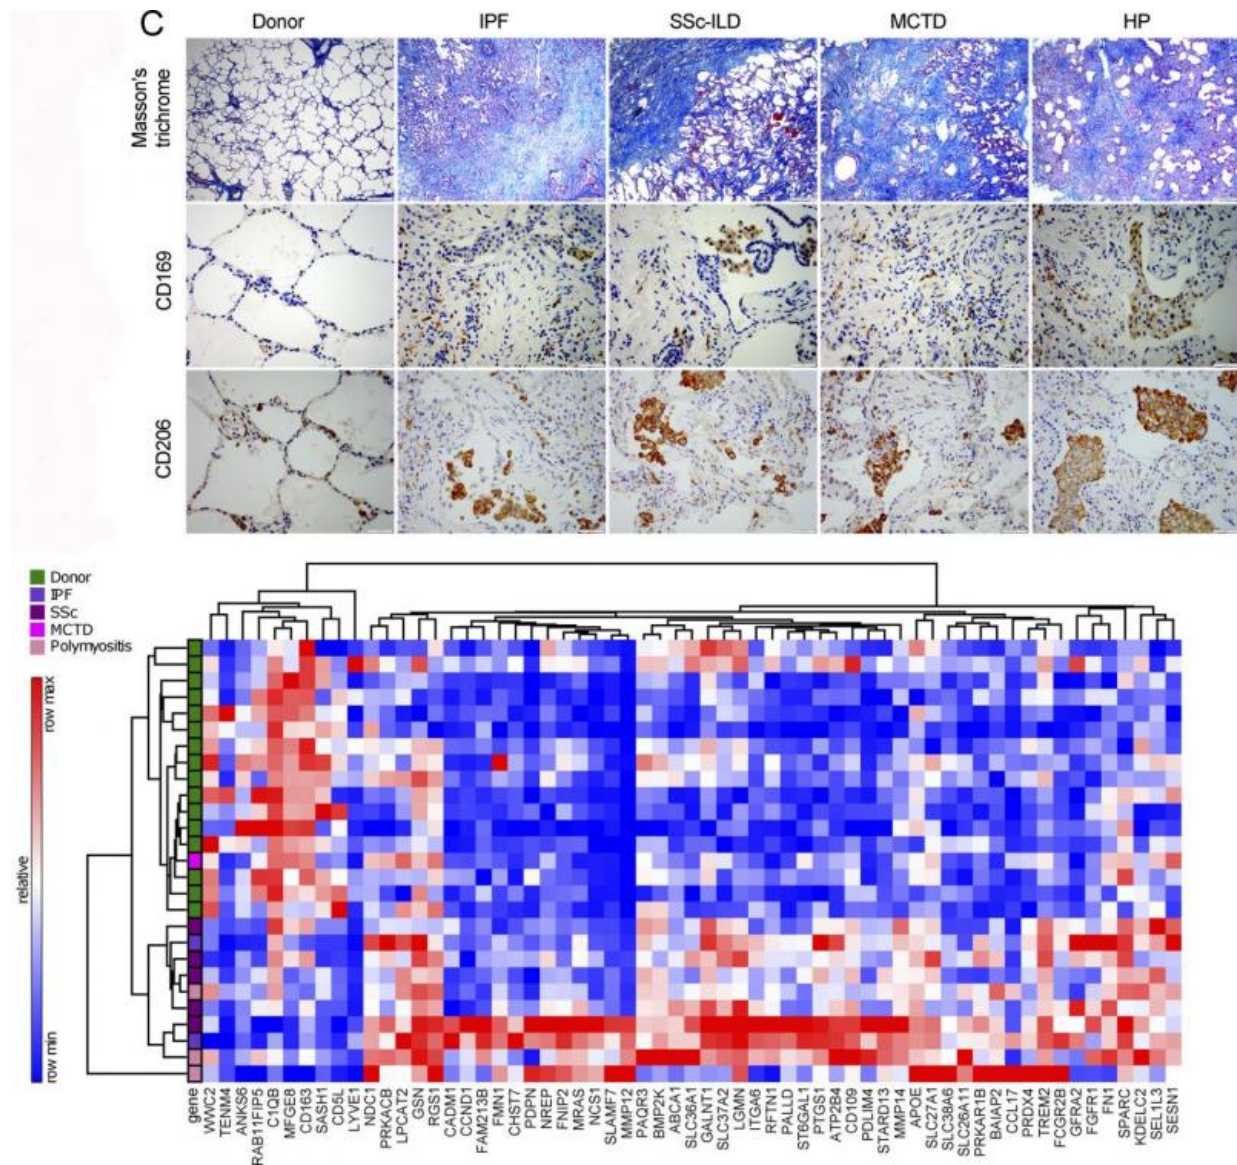 C
Donor IPF SSc-ILD MCTD HP
Masson's
trichrome
CD169
CD206
Donor
IPF
SSc
MCTD
Polymyositis
row max
relative
row min
gene
WWC2
TENM4
ANKS6
RAB11FIP5
C1QB
MFGE8
CD163
SASH1
CD5L
LYVE1
NDC1
PRKACB
LPCAT2
GSN
RGS1
CADM1
CCND1
FAM213B
FMN1
CHST7
PDPN
NREP
FNIP2
MRAS
NCS1
SLAMF7
MMP12
PAQR3
BMP2K
ABCA1
SLC36A1
GALNT1
SLC37A2
LGMN
ITGA6
RFTN1
PALLD
ST6GAL1
PTGS1
ATP2B4
CD109
PDLIM4
STARD13
MMP14
APOE
SLC27A1
SLC38A6
SLC26A11
PRKAR1B
BAIAP2
CCL17
PRDX4
TREM2
FCGR2B
GFRA2
FGFR1
FN1
SPARC
KDELC2
SEL1L3
SESN1